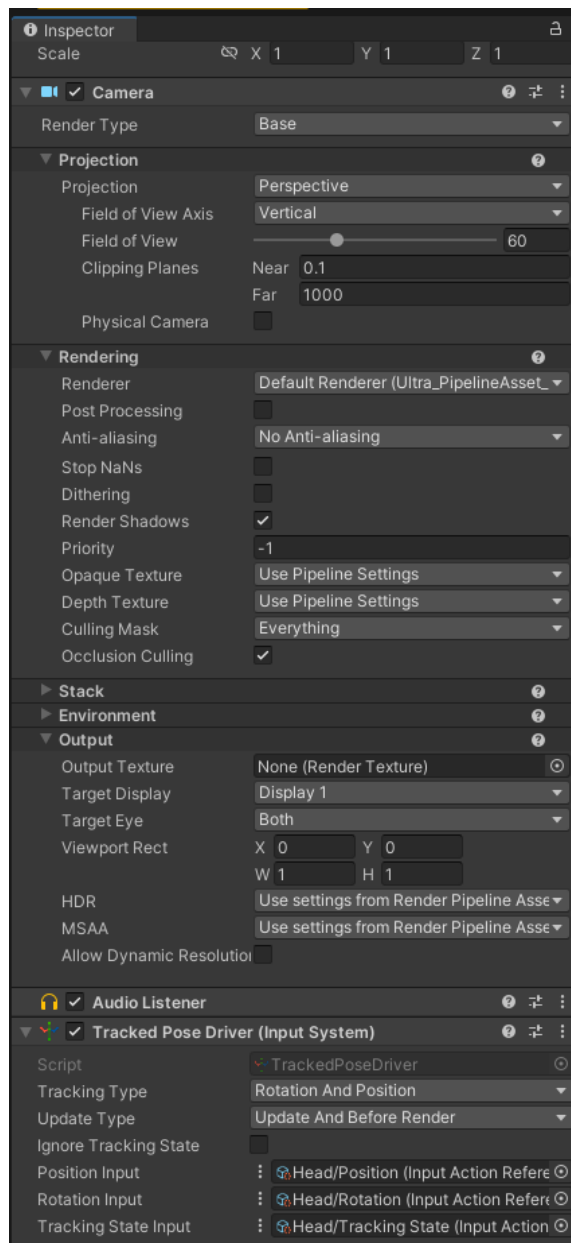 Inspector
Scale X 1 Y 1 Z 1
Camera
Render Type Base
Projection
Projection Perspective
Field of View Axis Vertical
Field of View 60
Clipping Planes Near 0.1
Far 1000
Physical Camera
Rendering
Renderer Default Renderer (Ultra_PipelineAsset_
Post Processing
Anti-aliasing No Anti-aliasing
Stop NaNs
Dithering
Render Shadows
Priority -1
Opaque Texture Use Pipeline Settings
Depth Texture Use Pipeline Settings
Culling Mask Everything
Occlusion Culling
Stack
Environment
Output
Output Texture None (Render Texture)
Target Display Display 1
Target Eye Both
Viewport Rect X 0 Y 0
W 1 H 1
HDR Use settings from Render Pipeline Asse
MSAA Use settings from Render Pipeline Asse
Allow Dynamic Resolutio
Audio Listener
Tracked Pose Driver (Input System)
Script TrackedPoseDriver
Tracking Type Rotation And Position
Update Type Update And Before Render
Ignore Tracking State
Position Input Head/Position (Input Action Refere
Rotation Input Head/Rotation (Input Action Refere
Tracking State Input Head/Tracking State (Input Action